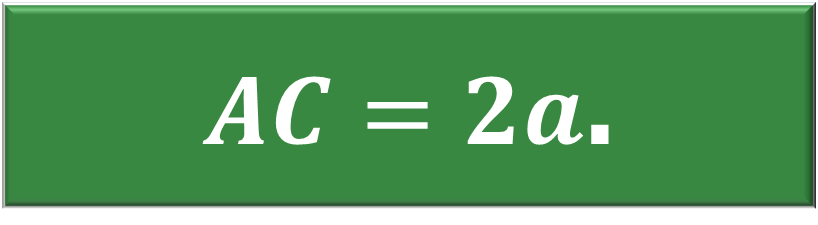 AC = 2a.